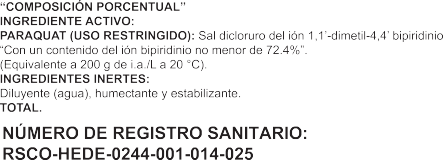 “COMPOSICIÓN PORCENTUAL”
INGREDIENTE ACTIVO:
PARAQUAT (USO RESTRINGIDO): Sal dicloruro del ión 1,1’-dimetil-4,4’ bipiridinio
“Con un contenido del ión bipiridinio no menor de 72.4%”.
(Equivalente a 200 g de i.a./L a 20 °C).
INGREDIENTES INERTES:
Diluyente (agua), humectante y estabilizante.
TOTAL.
NÚMERO DE REGISTRO SANITARIO:
RSCO-HEDE-0244-001-014-025